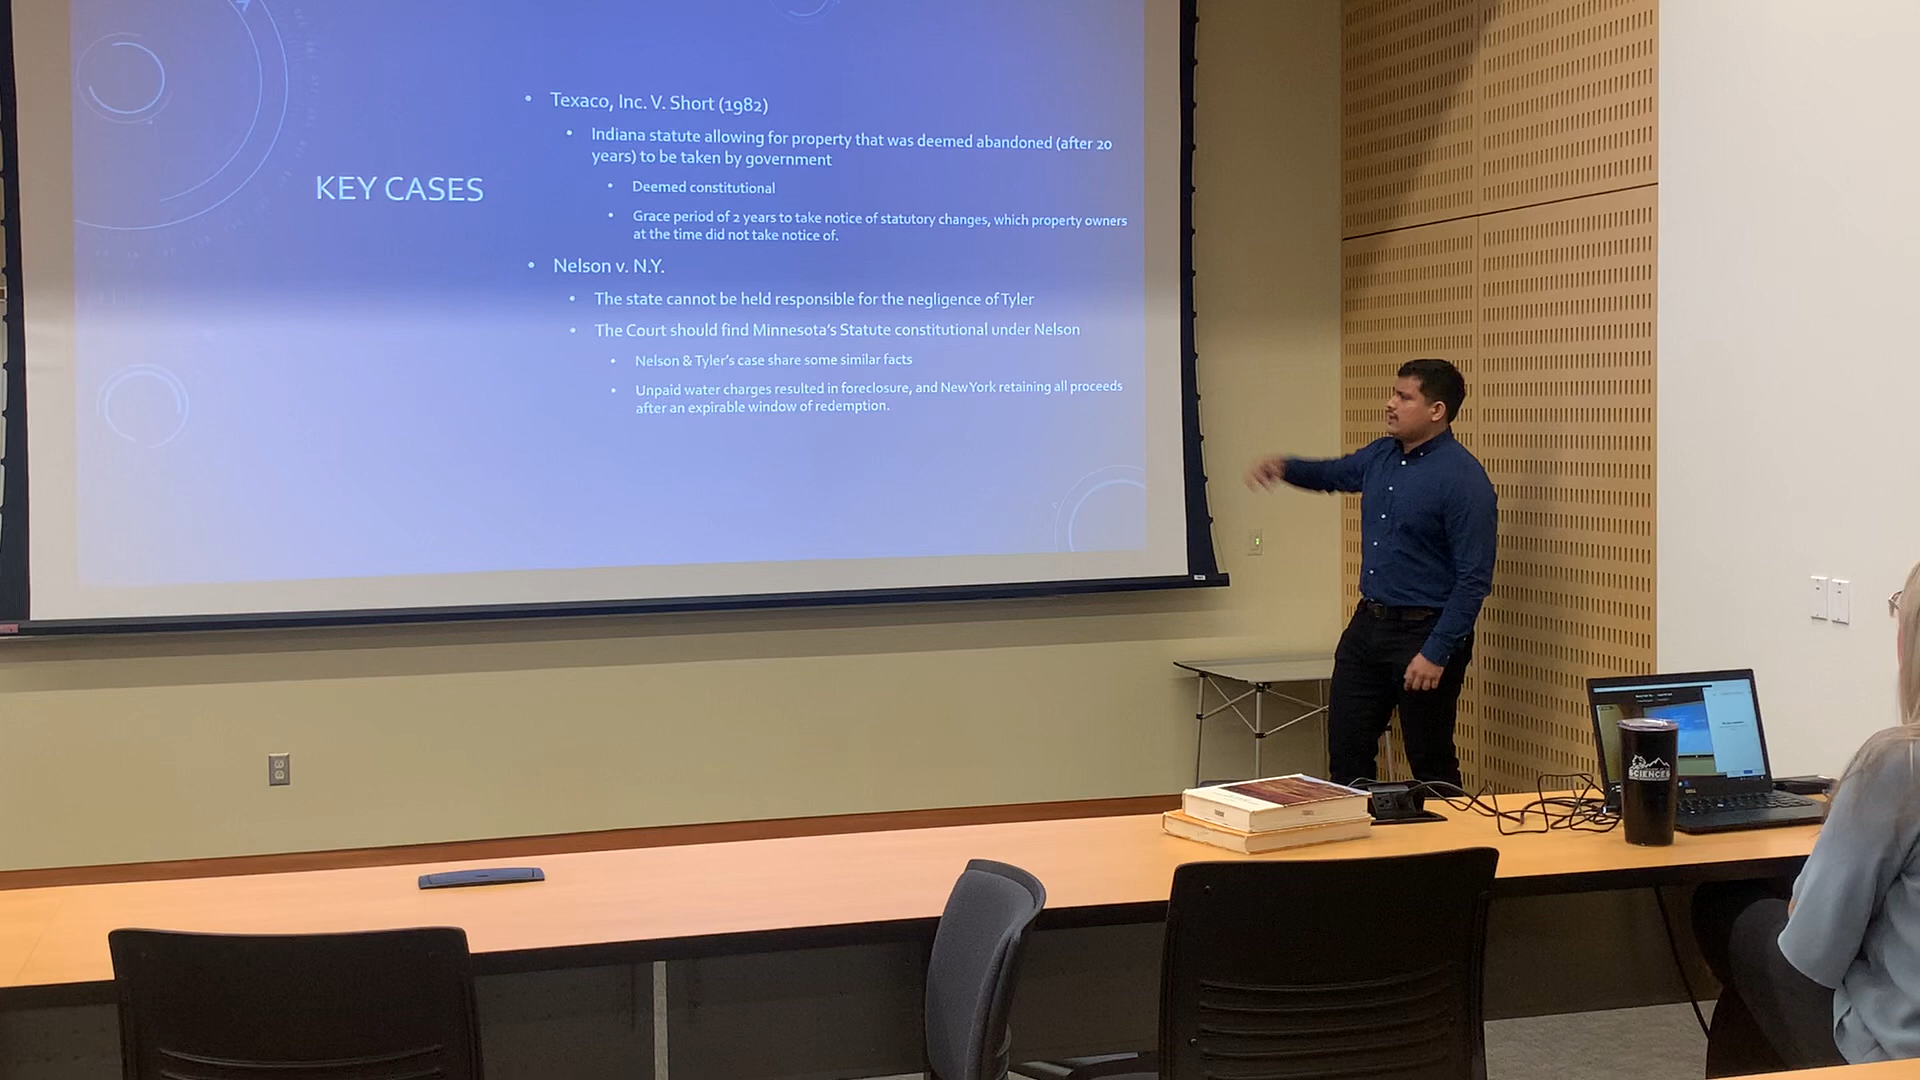 KEY CASES
Texaco, Inc. V. Short (1982)
Indiana statute allowing for property that was deemed abandoned (after 20
years) to be taken by government
Deemed constitutional
Grace period of 2 years to take notice of statutory changes, which property owners
at the time did not take notice of.
Nelson v. N.Y.
The state cannot be held responsible for the negligence of Tyler
The Court should find Minnesota's Statute constitutional under Nelson
Nelson & Tyler's case share some similar facts
Unpaid water charges resulted in foreclosure, and New York retaining all proceeds
after an expirable window of redemption.
SCIENCES